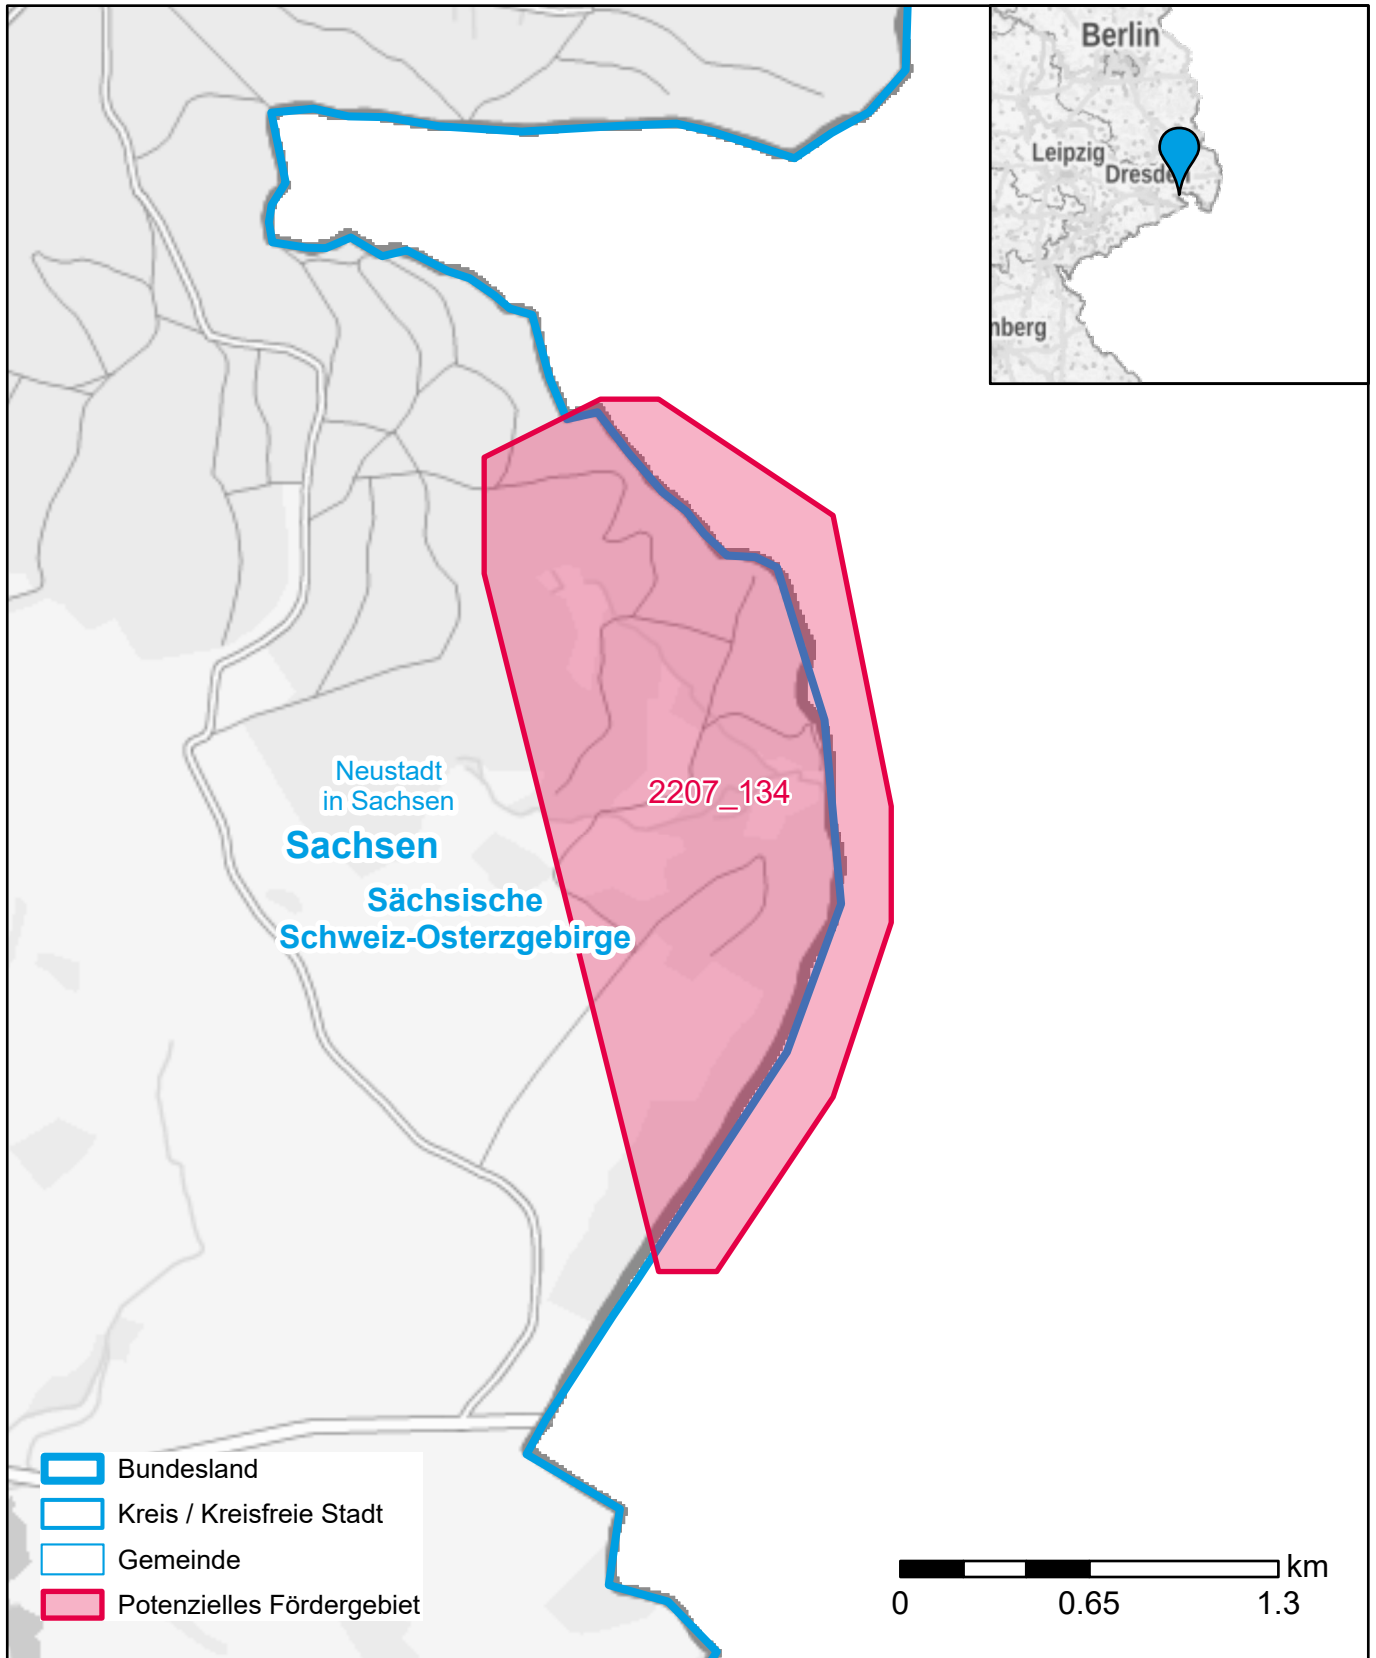 Berlin
Leipzig
Dresden
nberg
Neustadt
in Sachsen
Sachsen
Sächsische
Schweiz-Osterzgebirge
2207_134
Bundesland
Kreis / Kreisfreie Stadt
Gemeinde
Potenzielles Fördergebiet
km
0 0.65 1.3